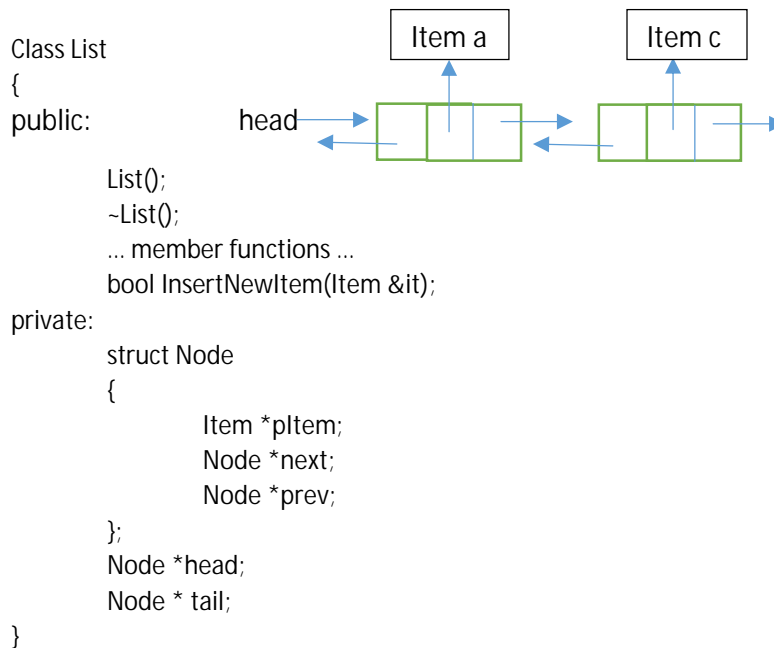 Item a
Item c
Class List
{
public:
head
List();
~List();
... member functions ...
bool InsertNewItem(Item &it);
private:
struct Node
{
Item *pItem;
Node *next;
Node *prev;
};
Node *head;
Node * tail;
}